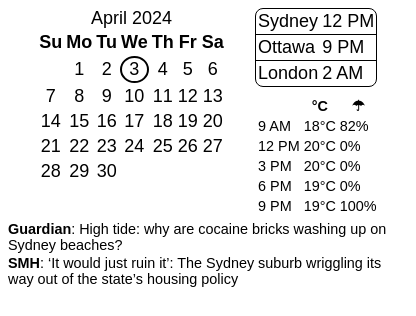 April 2024
Su Mo Tu We Th Fr Sa
1 2 3 4 5 6
7 8 9 10 11 12 13
14 15 16 17 18 19 20
21 22 23 24 25 26 27
28 29 30
Sydney 12 PM
Ottawa 9 PM
London 2 AM
°C ☂
9 AM 18°C 82%
12 PM 20°C 0%
3 PM 20°C 0%
6 PM 19°C 0%
9 PM 19°C 100%
Guardian: High tide: why are cocaine bricks washing up on
Sydney beaches?
SMH: ‘It would just ruin it’: The Sydney suburb wriggling its
way out of the state’s housing policy